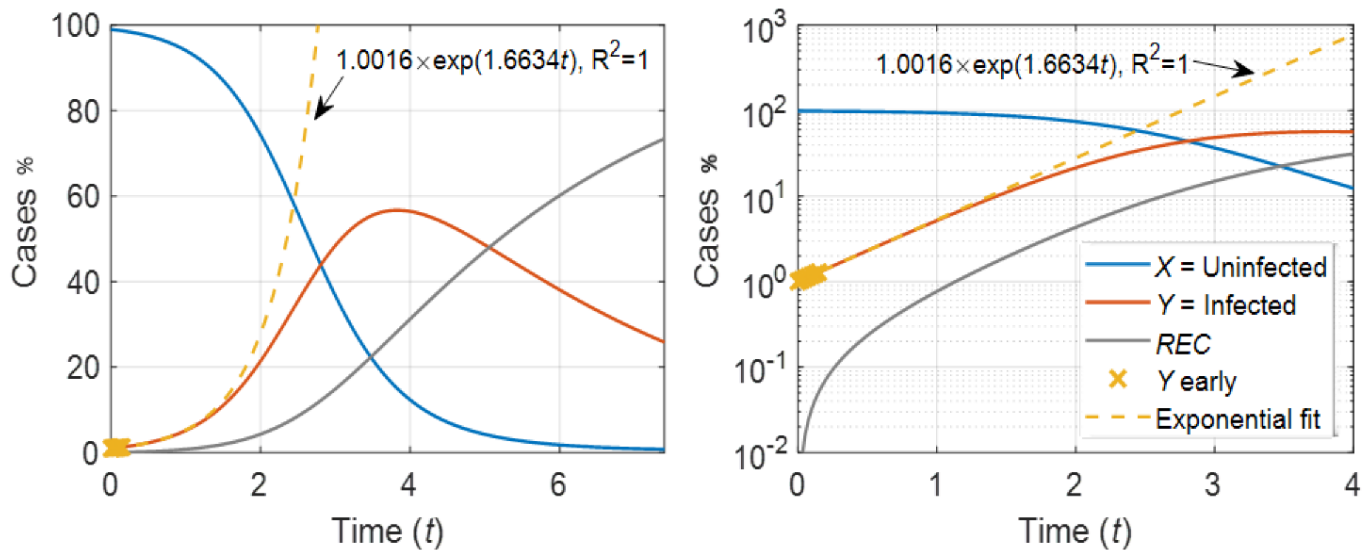 100
80
60
40
20
0
Cases %
0
2
4
6
Time (t)
1.0016×exp(1.6634t), R²=1
10³
10²
10¹
10⁰
10⁻¹
10⁻²
Cases %
0
1
2
3
4
Time (t)
1.0016×exp(1.6634t), R²=1
X = Uninfected
Y = Infected
REC
Y early
Exponential fit